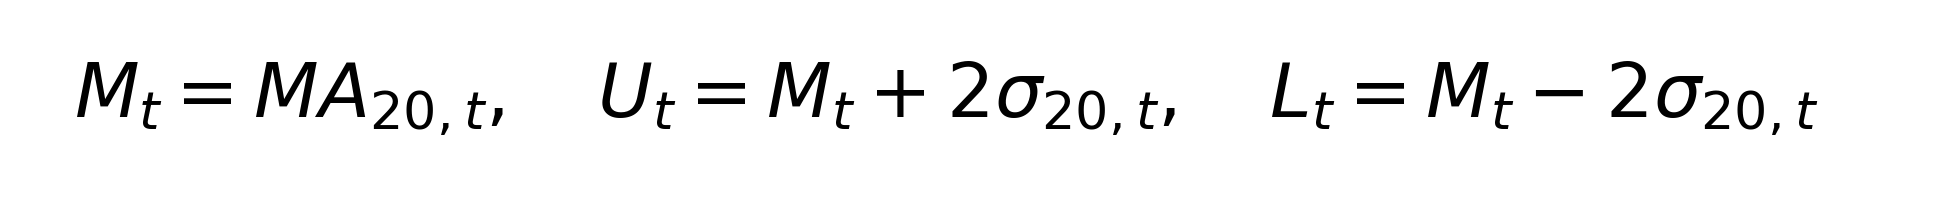 M_t = MA_{20,t},    U_t = M_t + 2σ_{20,t},    L_t = M_t − 2σ_{20,t}